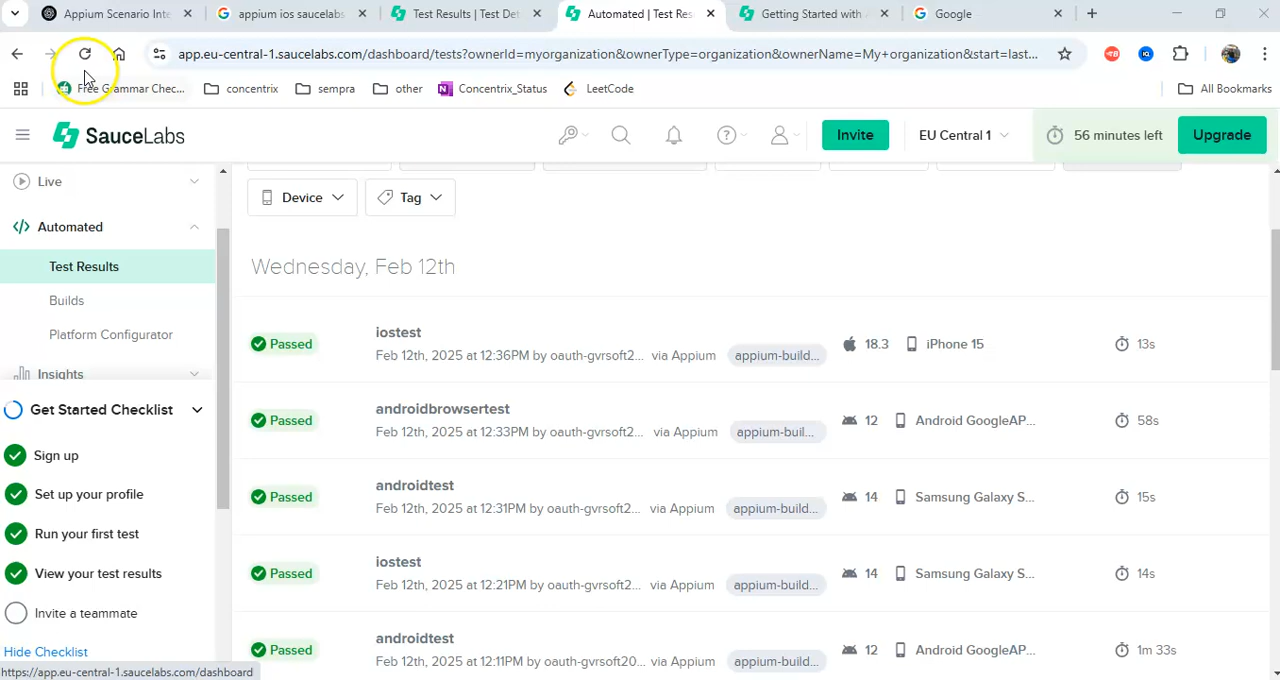 Appium Scenario Inte
appium ios saucelabs
Test Results | Test Det
Automated | Test Res
Getting Started with A
Google
app.eu-central-1.saucelabs.com/dashboard/tests?ownerId=myorganization&ownerType=organization&ownerName=My+organization&start=last...
Free Grammar Chec...
concentrix
sempra
other
Concentrix_Status
LeetCode
All Bookmarks
SAUCELABS
Invite
EU Central 1
56 minutes left
Upgrade
Live
Automated
Test Results
Builds
Platform Configurator
Insights
Get Started Checklist
Sign up
Set up your profile
Run your first test
View your test results
Invite a teammate
Hide Checklist
https://app.eu-central-1.saucelabs.com/dashboard
Device
Tag
Wednesday, Feb 12th
Passed
iostest
Feb 12th, 2025 at 12:36PM by oauth-gvrsoft2... via Appium appium-build...
18.3 iPhone 15 13s
Passed
androidbrowsertest
Feb 12th, 2025 at 12:33PM by oauth-gvrsoft2... via Appium appium-buil...
12 Android GoogleAP... 58s
Passed
androidtest
Feb 12th, 2025 at 12:31PM by oauth-gvrsoft2... via Appium appium-build...
14 Samsung Galaxy S... 15s
Passed
iostest
Feb 12th, 2025 at 12:21PM by oauth-gvrsoft2... via Appium appium-build...
14 Samsung Galaxy S... 14s
Passed
androidtest
Feb 12th, 2025 at 12:11PM by oauth-gvrsoft20... via Appium appium-build...
12 Android GoogleAP... 1m 33s